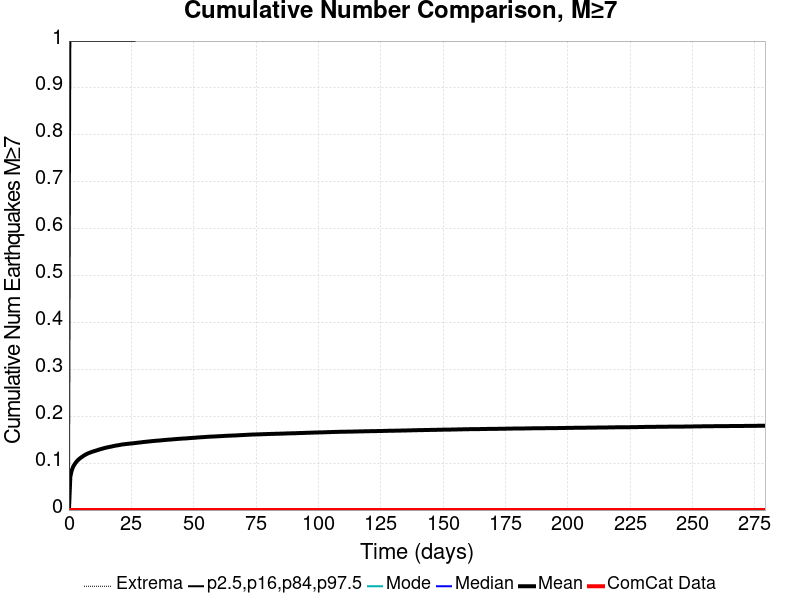 Cumulative Number Comparison, M≥7
Cumulative Num Earthquakes M≥7
1
0.9
0.8
0.7
0.6
0.5
0.4
0.3
0.2
0.1
0
0 25 50 75 100 125 150 175 200 225 250 275
Time (days)
Extrema p2.5,p16,p84,p97.5 Mode Median Mean ComCat Data